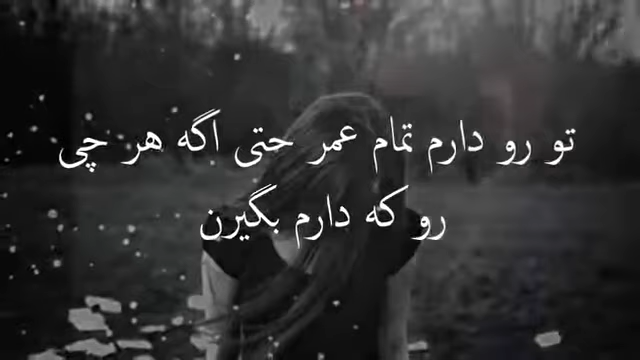 تو رو دارم تمام عمر حتی اگه هر چی
رو که دارم بگیرن